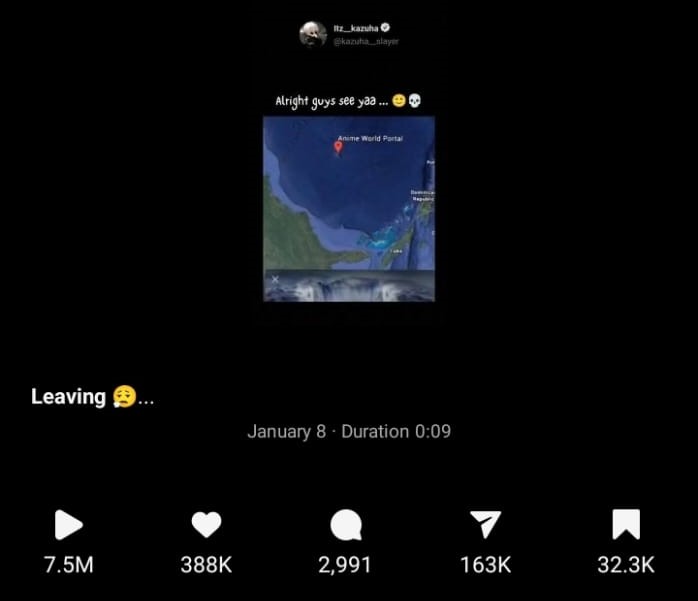 Itz__kazuha
@kazuha__slayer
Alright guys see yaa ... 😊💀
Anime World Portal
Dominican
Republic
Cuba
Leaving 😮‍💨...
January 8 · Duration 0:09
7.5M
388K
2,991
163K
32.3K